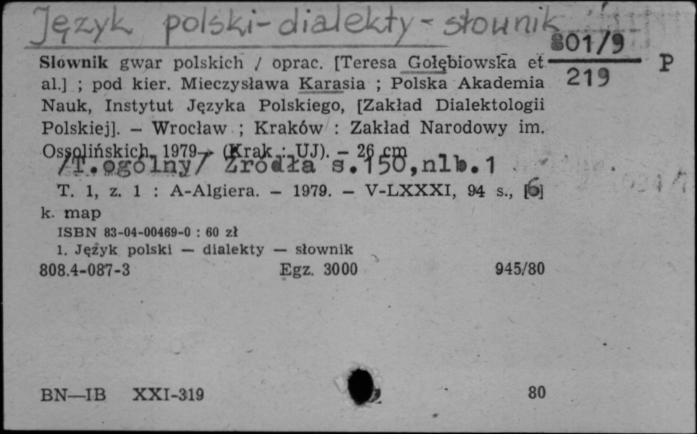 Język polski-dialekty-słownik
801/9
219
P
Słownik gwar polskich / oprac. [Teresa Gołębiowska et
al.] ; pod kier. Mieczysława Karasia ; Polska Akademia
Nauk, Instytut Języka Polskiego, [Zakład Dialektologii
Polskiej]. — Wrocław ; Kraków : Zakład Narodowy im.
Ossolińskich, 1979- (Krak. : UJ). — 26 cm
/T.ogólny/ Źródła s.150,nlb.1
T. 1, z. 1 : A-Algiera. — 1979. — V-LXXXI, 94 s., [6]
k. map
ISBN 83-04-00469-0 : 60 zł
1. Język polski — dialekty — słownik
808.4-087-3 Egz. 3000 945/80
BN—IB XXI-319 80